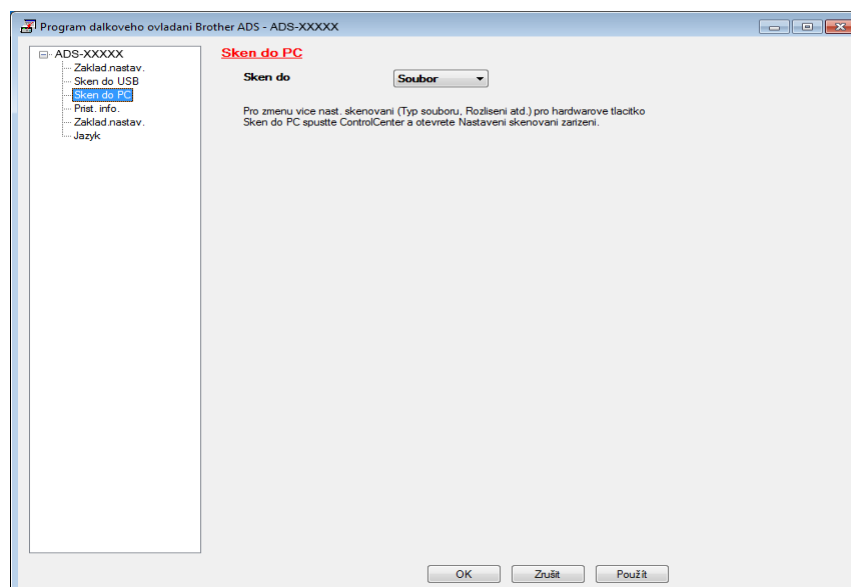 Program dalkoveho ovladani Brother ADS - ADS-XXXXX
ADS-XXXXX
Zaklad.nastav.
Sken do USB
Sken do PC
Prist. info.
Zaklad.nastav.
Jazyk
Sken do PC
Sken do
Soubor
Pro zmenu vice nast. skenovani (Typ souboru, Rozliseni atd.) pro hardwarove tlacitko
Sken do PC spustte ControlCenter a otevrete Nastaveni skenovani zarizeni.
OK
Zrušit
Použít